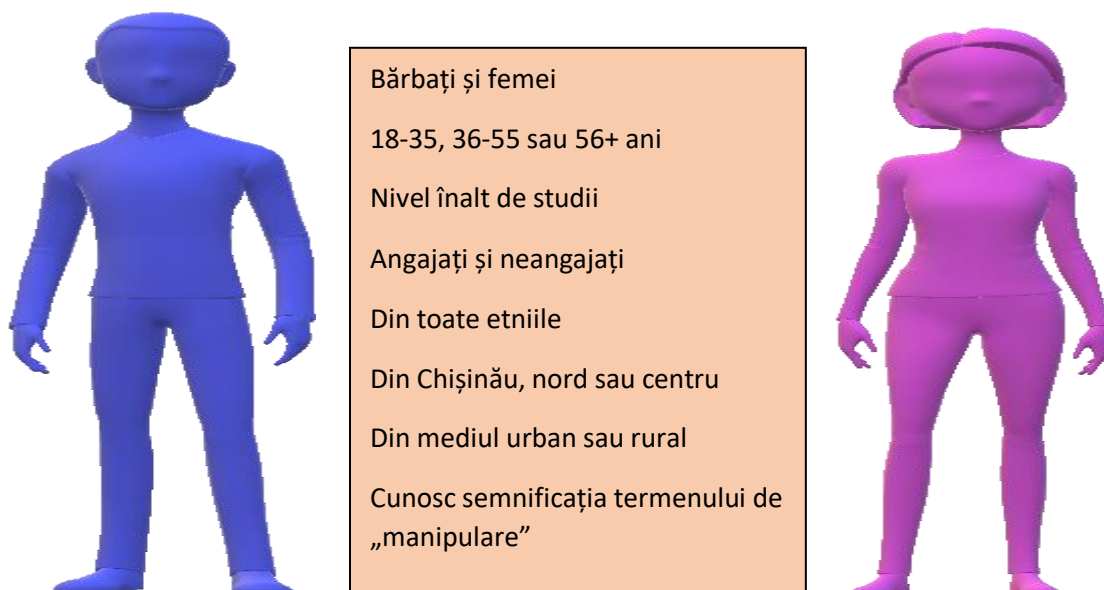 Bărbați și femei
18-35, 36-55 sau 56+ ani
Nivel înalt de studii
Angajați și neangajați
Din toate etniile
Din Chișinău, nord sau centru
Din mediul urban sau rural
Cunosc semnificația termenului de
„manipulare”